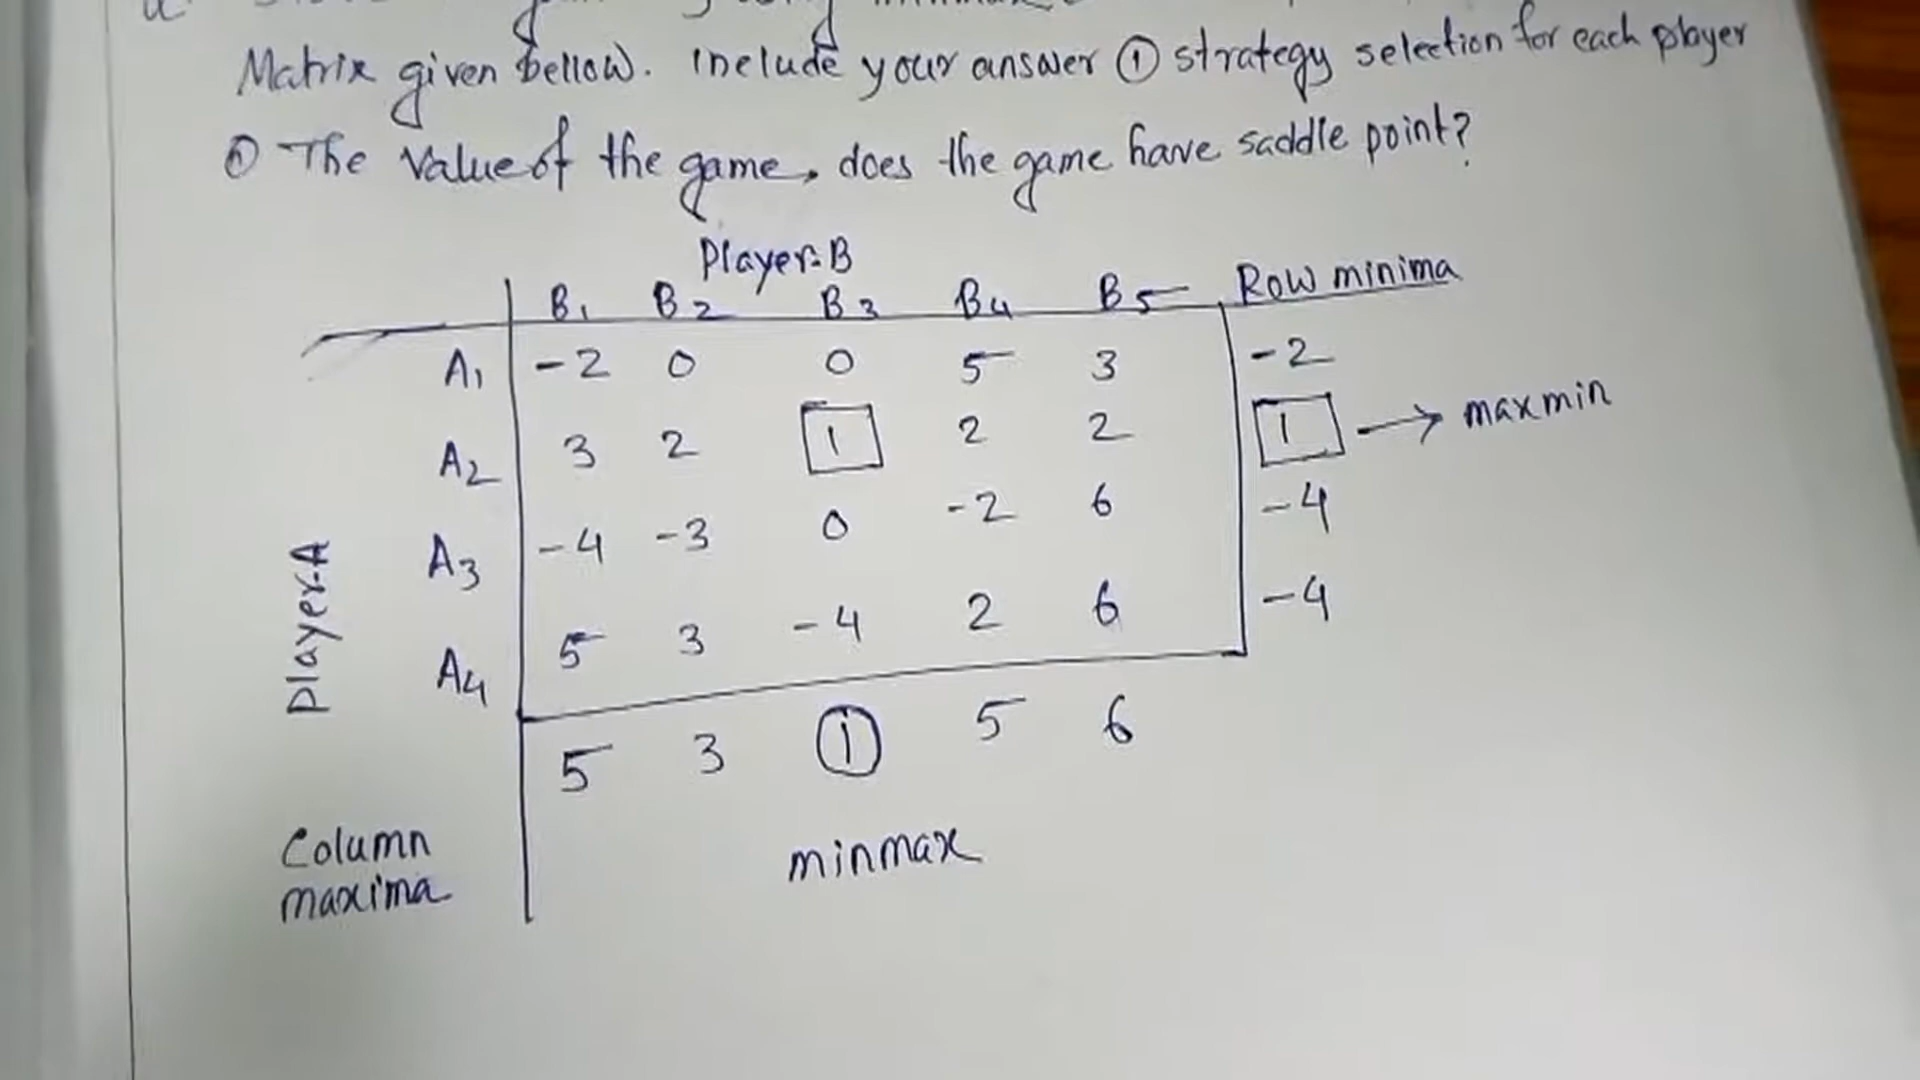 Matrix given bellow. Include your answer ① strategy selection for each player
⑪ The Value of the game, does the game have saddle point?
Player-B
B1 B2 B3 B4 B5 Row minima
A1 -2 0 0 5 3 -2
A2 3 2 1 2 2 1 → maxmin
A3 -4 -3 0 -2 6 -4
A4 5 3 -4 2 6 -4
Player-A
5 3 1 5 6
Column
maxima
minmax